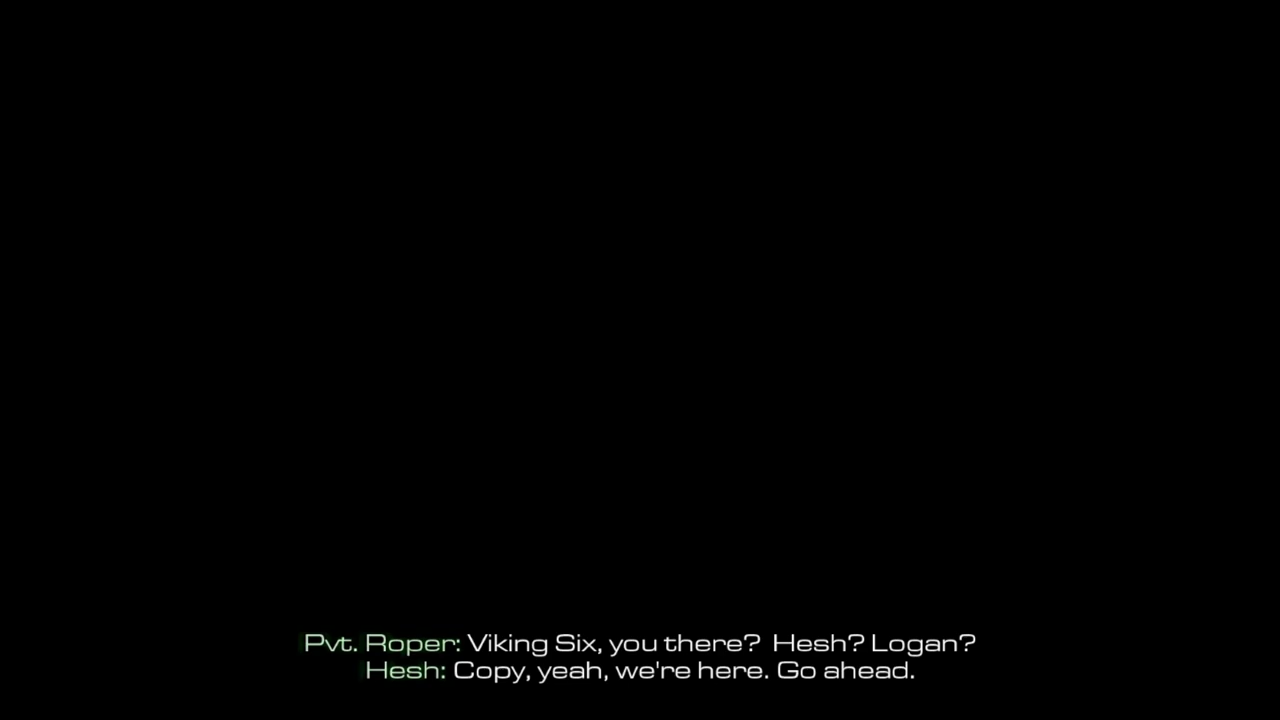 Pvt. Roper: Viking Six, you there?  Hesh? Logan?
Hesh: Copy, yeah, we're here. Go ahead.